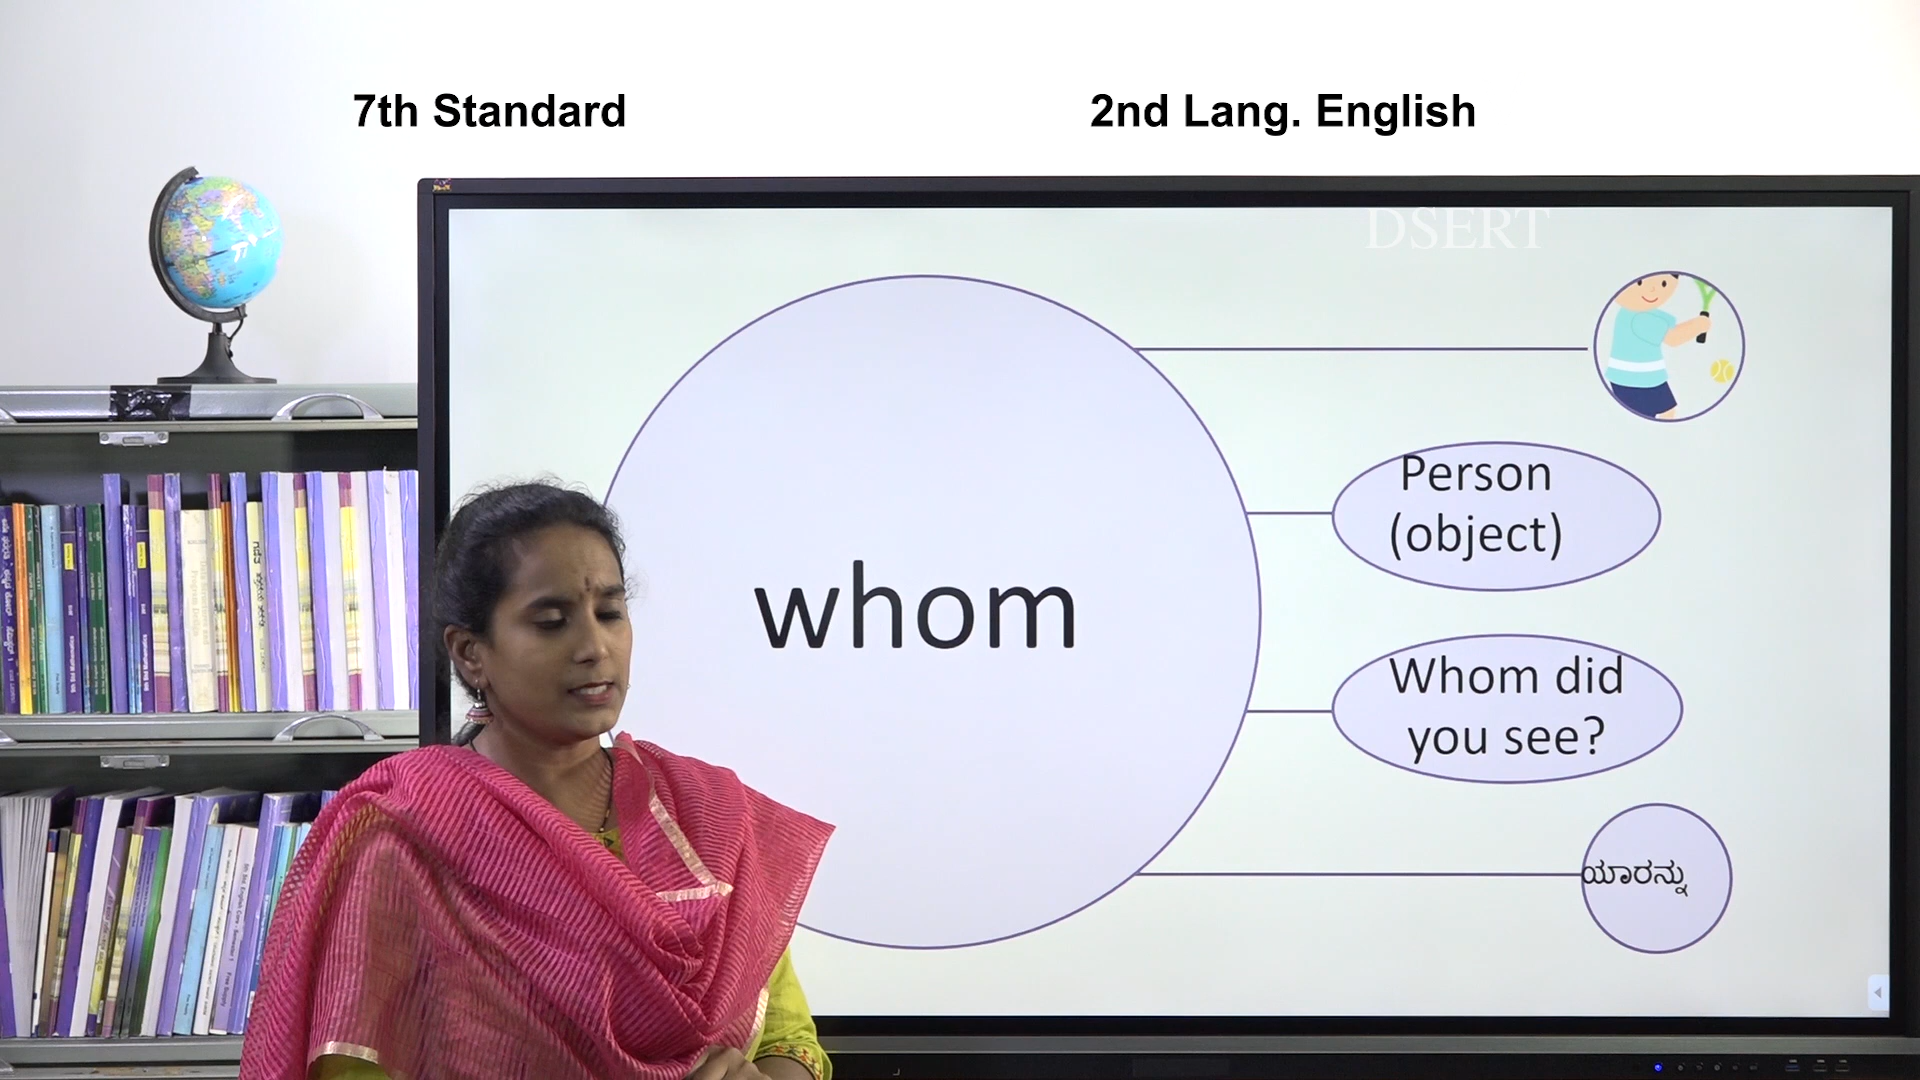 7th Standard
2nd Lang. English
DSERT
whom
Person
(object)
Whom did
you see?
ಯಾರನ್ನು